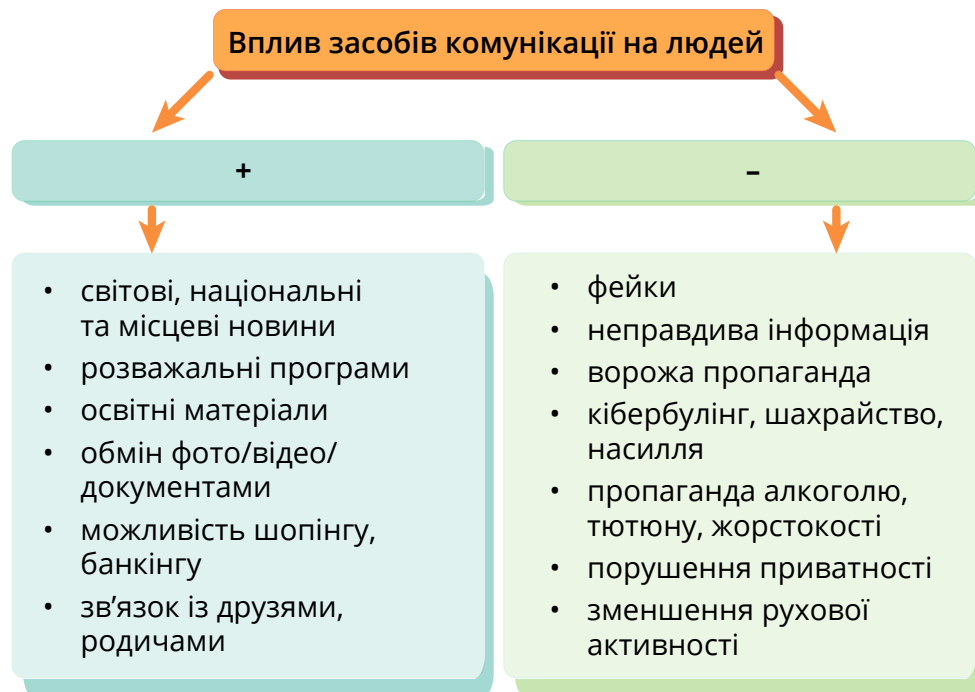 Вплив засобів комунікації на людей
+
• світові, національні
та місцеві новини
• розважальні програми
• освітні матеріали
• обмін фото/відео/
документами
• можливість шопінгу,
банкінгу
• зв'язок із друзями,
родичами
–
• фейки
• неправдива інформація
• ворожа пропаганда
• кібербулінг, шахрайство,
насилля
• пропаганда алкоголю,
тютюну, жорстокості
• порушення приватності
• зменшення рухової
активності